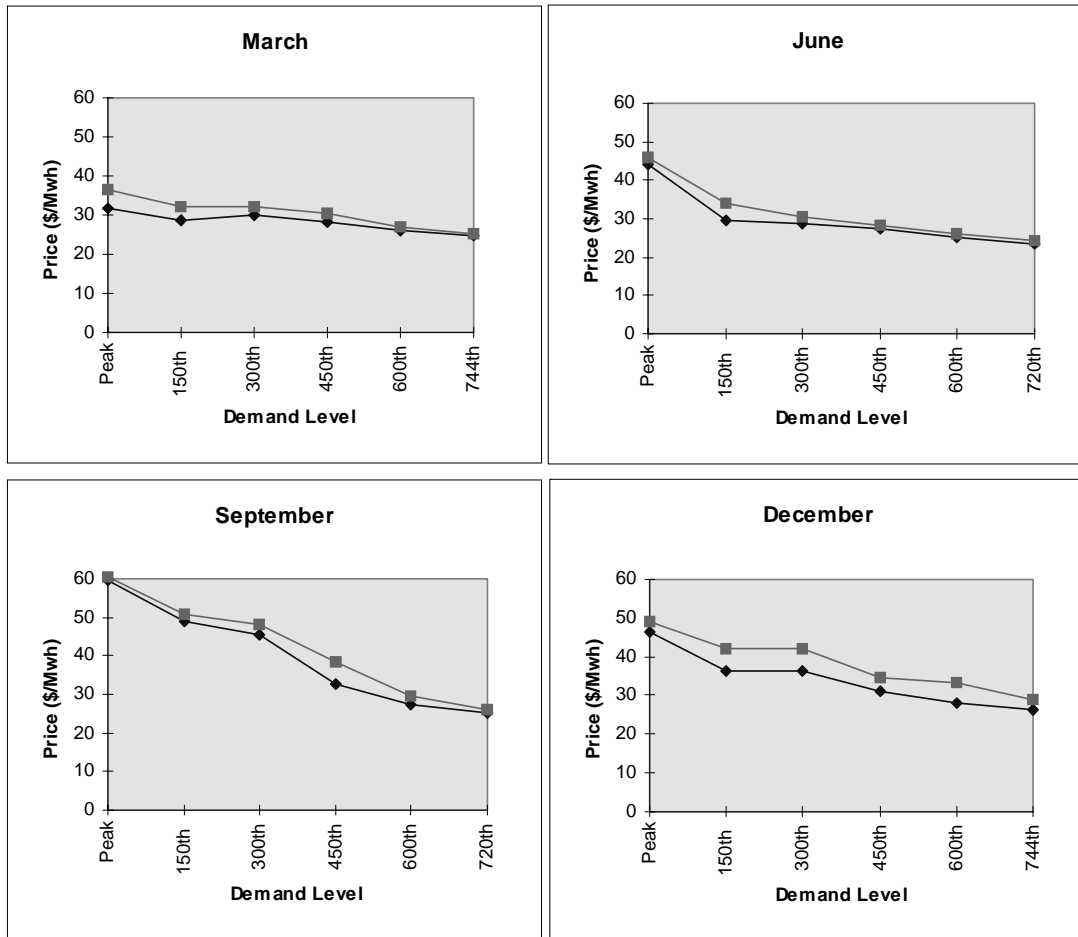 March
60
50
40
30
20
10
0
Price ($/Mwh)
Peak
150th
300th
450th
600th
744th
Demand Level
June
60
50
40
30
20
10
0
Price ($/Mwh)
Peak
150th
300th
450th
600th
720th
Demand Level
September
60
50
40
30
20
10
0
Price ($/Mwh)
Peak
150th
300th
450th
600th
720th
Demand Level
December
60
50
40
30
20
10
0
Price ($/Mwh)
Peak
150th
300th
450th
600th
744th
Demand Level